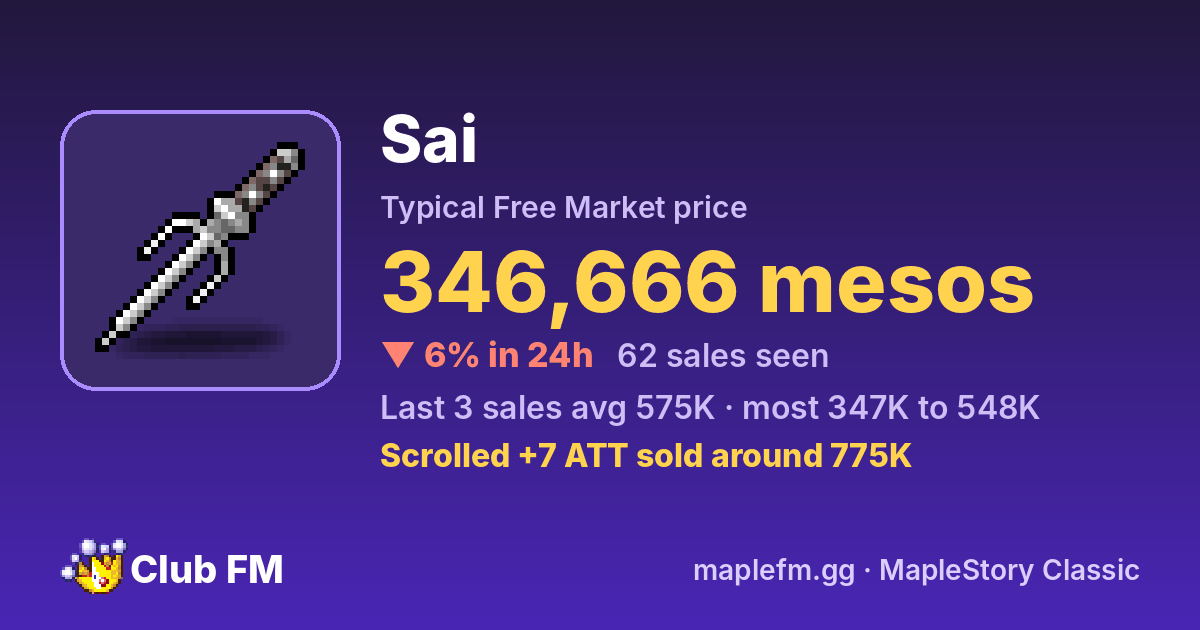 Sai
Typical Free Market price
346,666 mesos
▼ 6% in 24h 62 sales seen
Last 3 sales avg 575K · most 347K to 548K
Scrolled +7 ATT sold around 775K
Club FM
maplefm.gg · MapleStory Classic